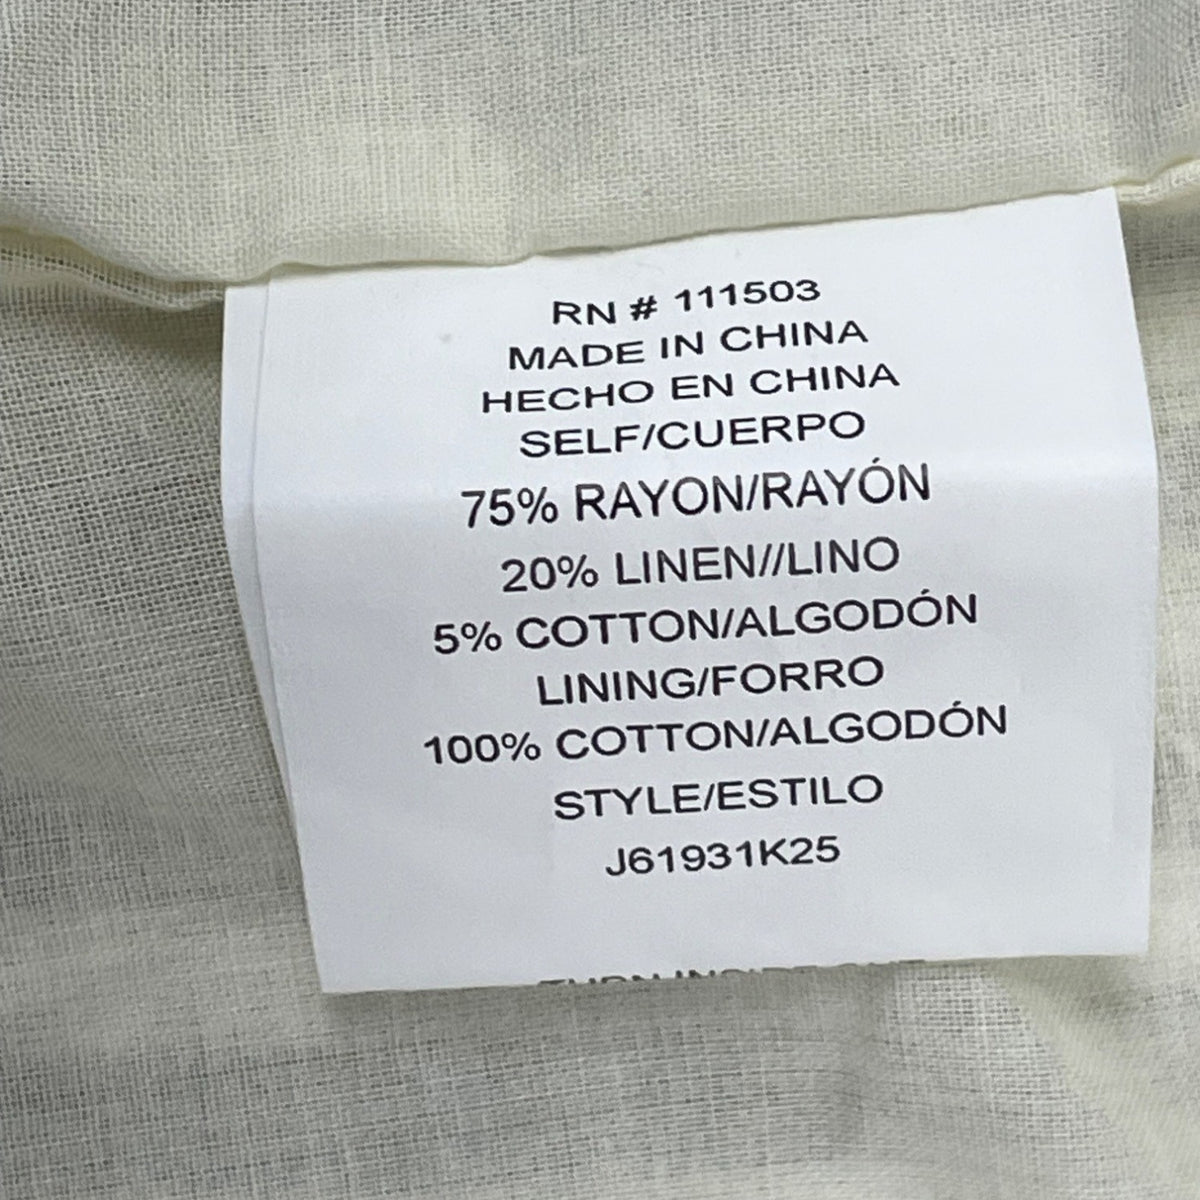 RN # 111503
MADE IN CHINA
HECHO EN CHINA
SELF/CUERPO
75% RAYON/RAYÓN
20% LINEN//LINO
5% COTTON/ALGODÓN
LINING/FORRO
100% COTTON/ALGODÓN
STYLE/ESTILO
J61931K25